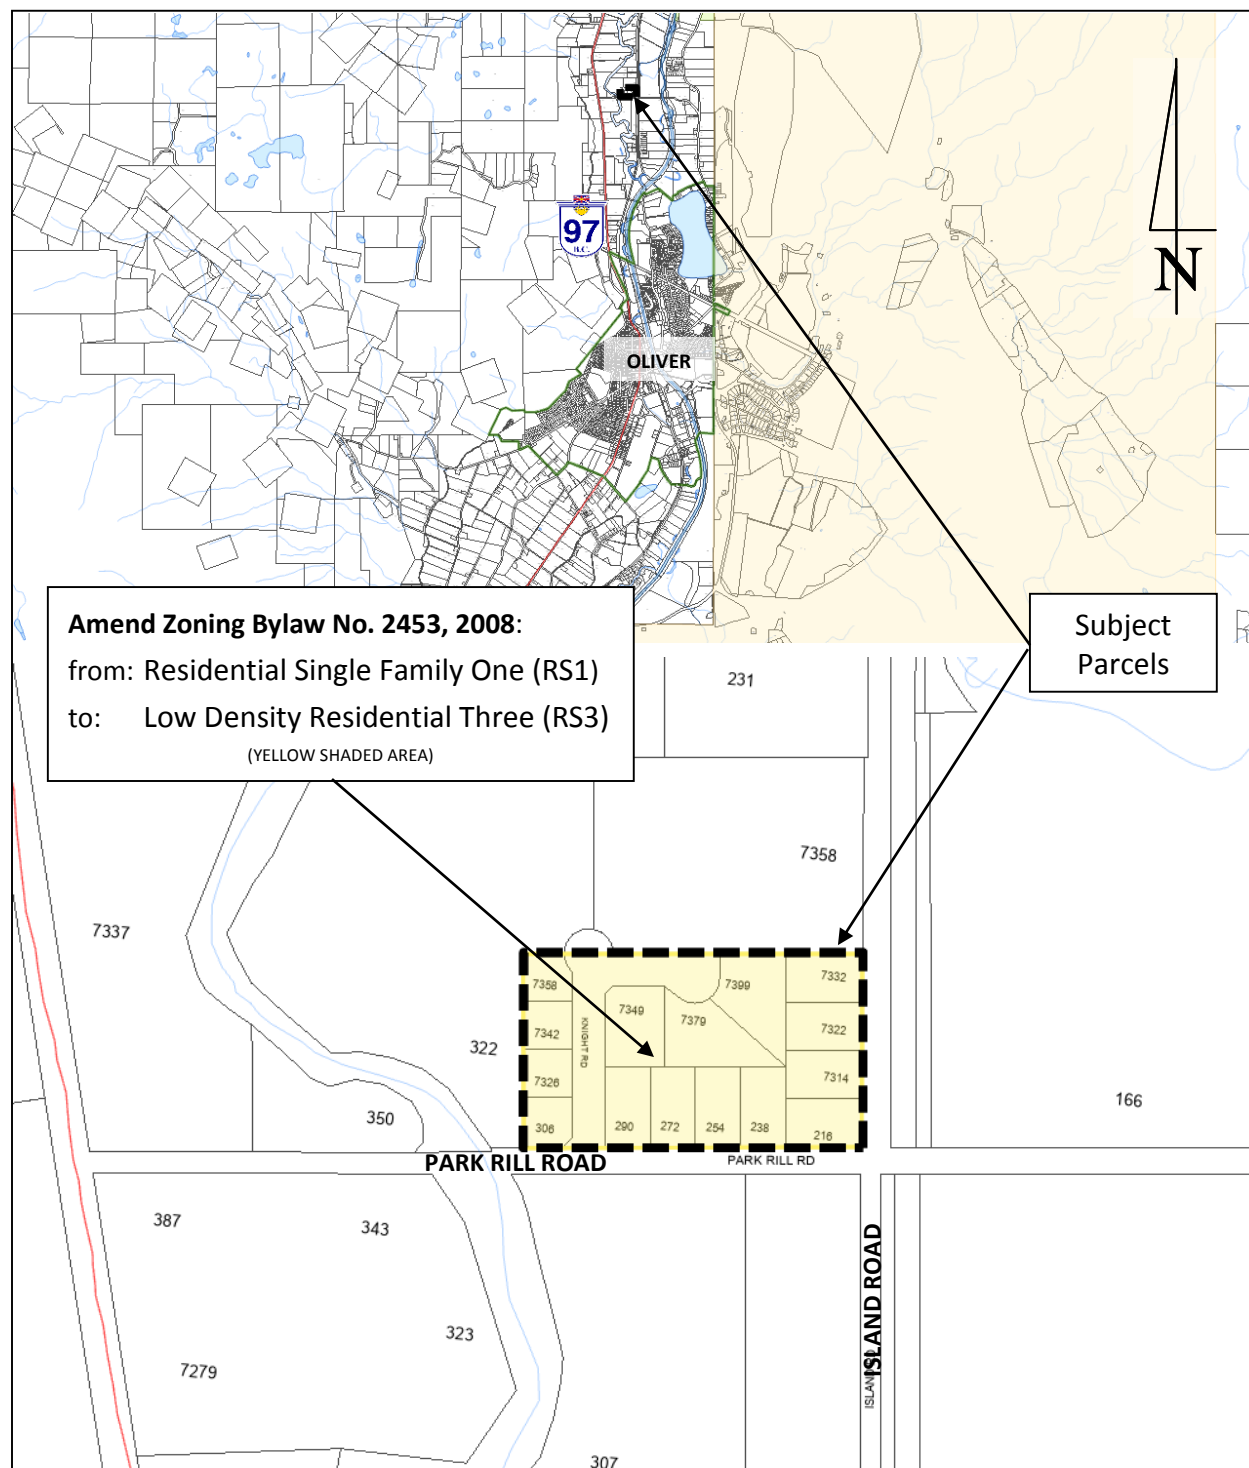 97
B.C.
N
OLIVER
Amend Zoning Bylaw No. 2453, 2008:
from: Residential Single Family One (RS1)
to: Low Density Residential Three (RS3)
(YELLOW SHADED AREA)
Subject
Parcels
231
7358
7337
322
350
7358
7342
7326
306
KNIGHT RD
7349
7379
7399
7332
7322
7314
290
272
254
238
216
166
PARK RILL ROAD
PARK RILL RD
387
343
323
7279
307
ISLAND ROAD